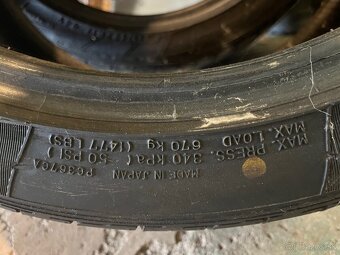 MAX. LOAD 670 kg (1477 LBS)
MAX. PRESS. 340 KPa ( 50 PSI )
MADE IN JAPAN